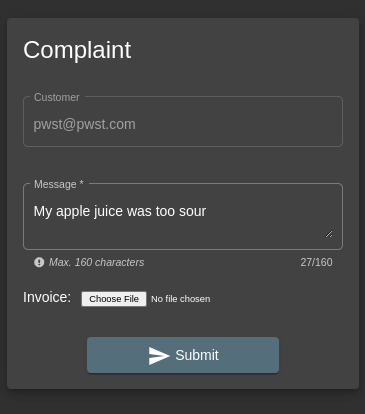 Complaint
Customer
pwst@pwst.com
Message *
My apple juice was too sour
Max. 160 characters 27/160
Invoice: Choose File No file chosen
Submit